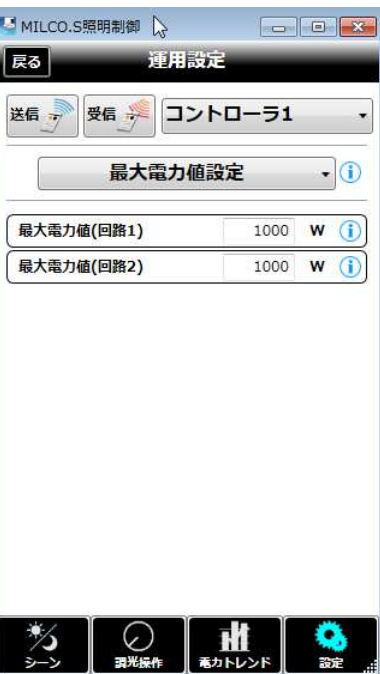 MILCO.S照明制御
戻る 運用設定
送信 受信 コントローラ1
最大電力値設定
最大電力値(回路1) 1000 W
最大電力値(回路2) 1000 W
シーン 調光操作 電力トレンド 設定